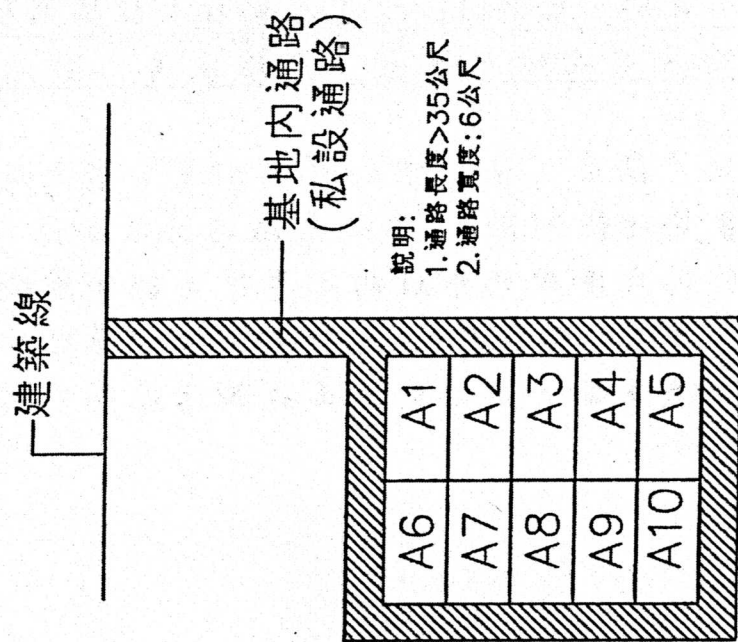 建築線
基地內通路
(私設通路)
說明:
1.通路長度>35公尺
2.通路寬度:6公尺
A6 A1
A7 A2
A8 A3
A9 A4
A10 A5